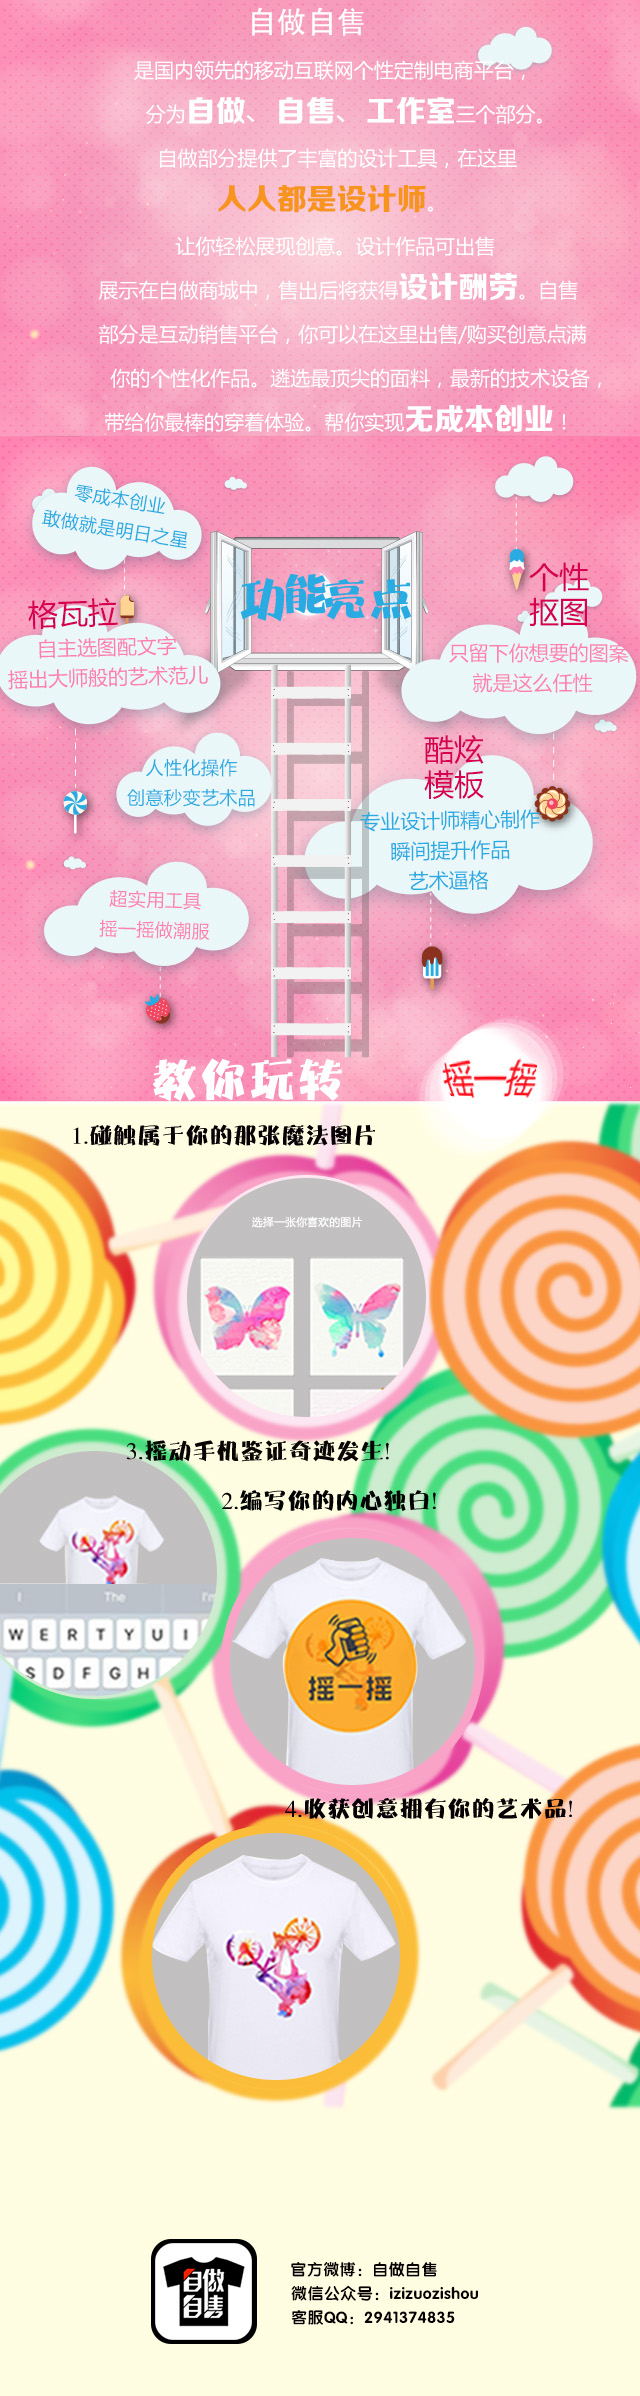 自做自售
是国内领先的移动互联网个性定制电商平台，
分为自做、自售、工作室三个部分。
自做部分提供了丰富的设计工具，在这里
人人都是设计师。
让你轻松展现创意。设计作品可出售
展示在自做商城中，售出后将获得设计酬劳。自售
部分是互动销售平台，你可以在这里出售/购买创意点满
你的个性化作品。遴选最顶尖的面料，最新的技术设备，
带给你最棒的穿着体验。帮你实现无成本创业！
零成本创业
敢做就是明日之星
功能亮点
格瓦拉
自主选图配文字
摇出大师般的艺术范儿
个性
抠图
只留下你想要的图案
就是这么任性
人性化操作
创意秒变艺术品
酷炫
模板
专业设计师精心制作
瞬间提升作品
艺术逼格
超实用工具
摇一摇做潮服
教你玩转
摇一摇
1.碰触属于你的那张魔法图片
选择一张你喜欢的图片
3.摇动手机鉴证奇迹发生!
2.编写你的内心独白!
I The I'm
W E R T Y U I
S D F G H
摇一摇
4.收获创意拥有你的艺术品!
自做
自售
官方微博：自做自售
微信公众号：izizuozishou
客服QQ：2941374835